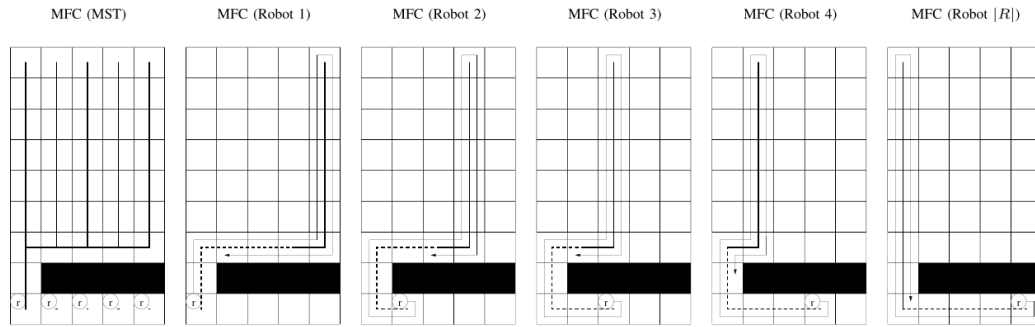 MFC (MST)
MFC (Robot 1)
MFC (Robot 2)
MFC (Robot 3)
MFC (Robot 4)
MFC (Robot |R|)
r r r r r
r
r
r
r
r